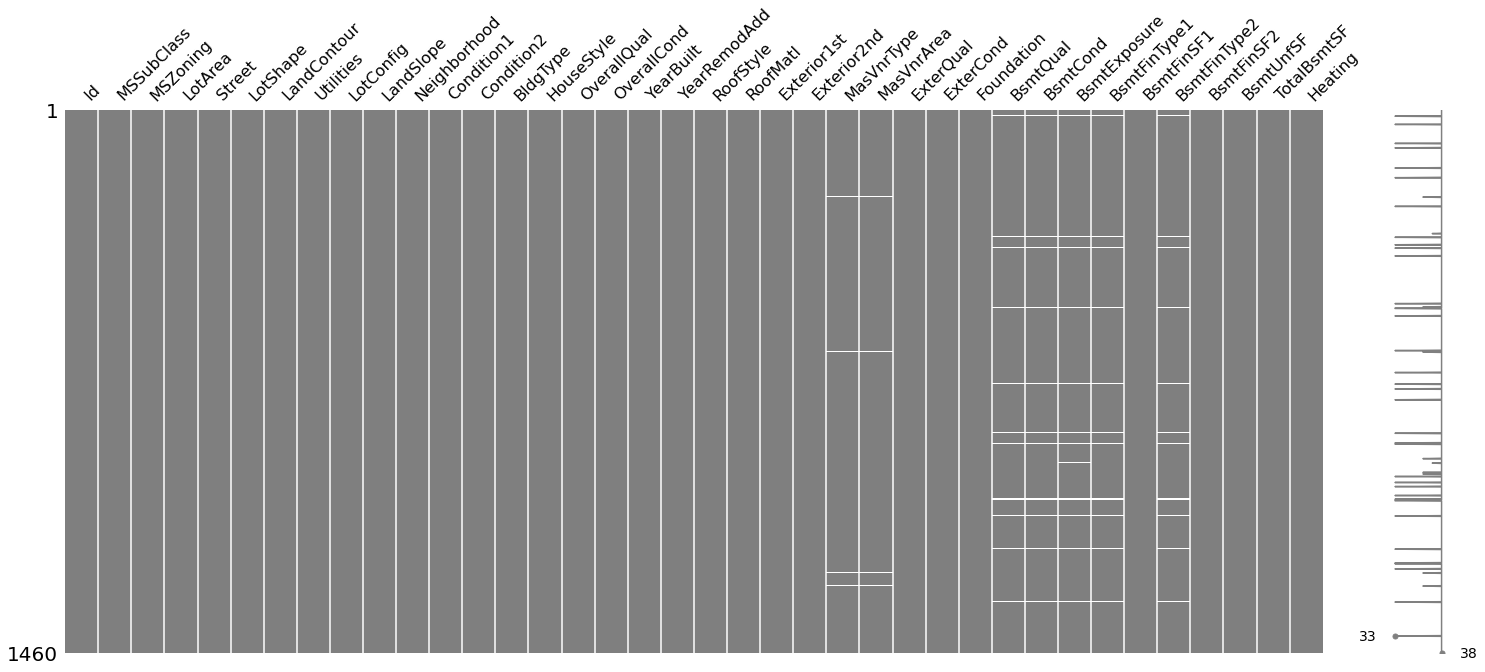 Id
MSSubClass
MSZoning
LotArea
Street
LotShape
LandContour
Utilities
LotConfig
LandSlope
Neighborhood
Condition1
Condition2
BldgType
HouseStyle
OverallQual
OverallCond
YearBuilt
YearRemodAdd
RoofStyle
RoofMatl
Exterior1st
Exterior2nd
MasVnrType
MasVnrArea
ExterQual
ExterCond
Foundation
BsmtQual
BsmtCond
BsmtExposure
BsmtFinType1
BsmtFinSF1
BsmtFinType2
BsmtFinSF2
BsmtUnfSF
TotalBsmtSF
Heating
1
33
1460
38